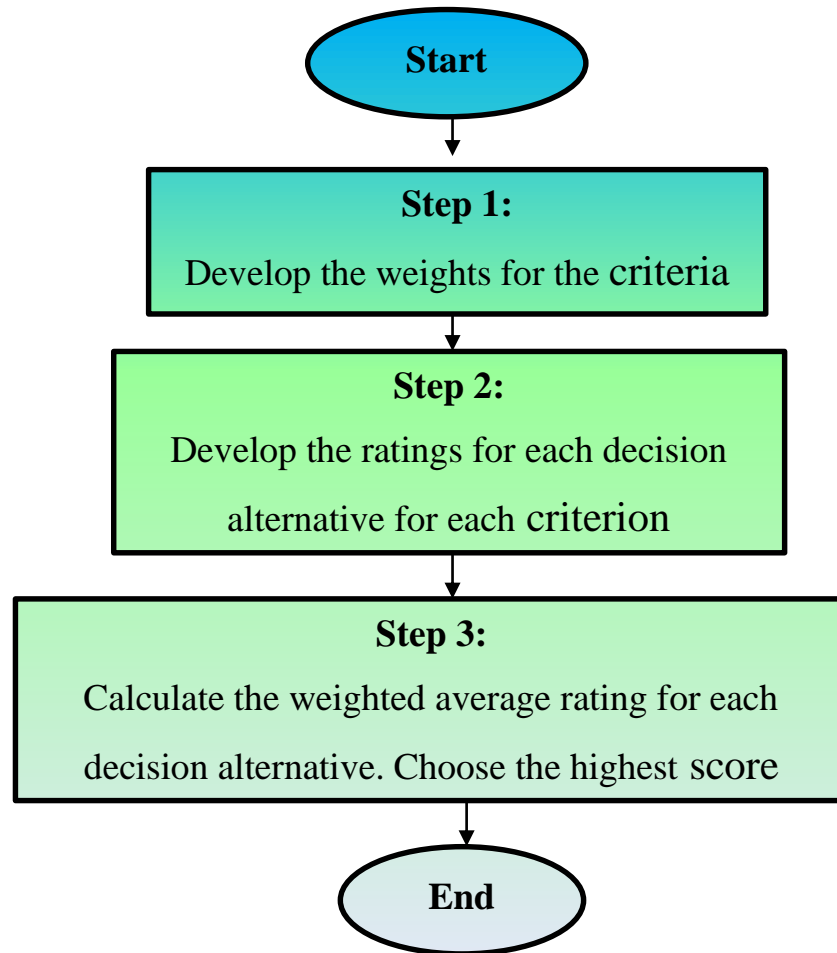 Start
Step 1:
Develop the weights for the criteria
Step 2:
Develop the ratings for each decision
alternative for each criterion
Step 3:
Calculate the weighted average rating for each
decision alternative. Choose the highest score
End